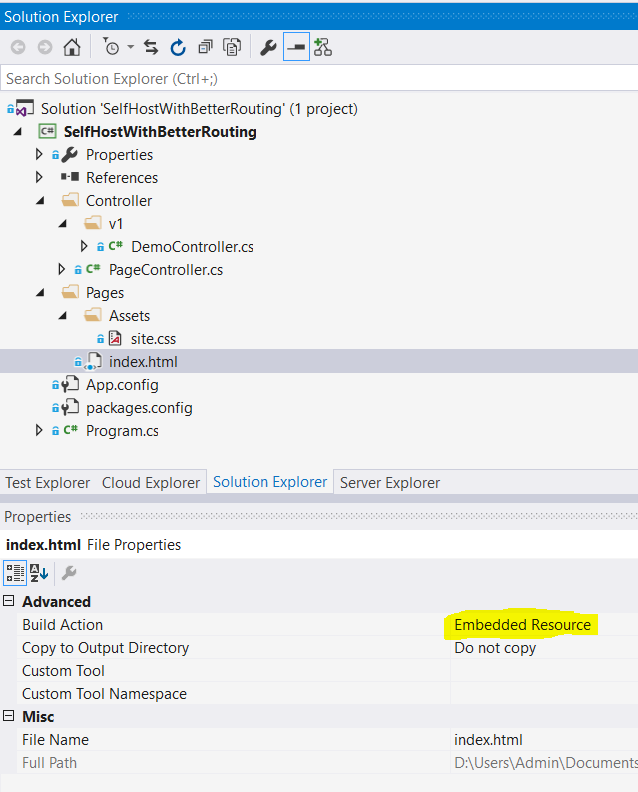 Solution Explorer
Search Solution Explorer (Ctrl+;)
Solution 'SelfHostWithBetterRouting' (1 project)
C# SelfHostWithBetterRouting
Properties
References
Controller
v1
C# DemoController.cs
C# PageController.cs
Pages
Assets
site.css
index.html
App.config
packages.config
C# Program.cs
Test Explorer Cloud Explorer Solution Explorer Server Explorer
Properties
index.html File Properties
A Z
Advanced
Build Action Embedded Resource
Copy to Output Directory Do not copy
Custom Tool
Custom Tool Namespace
Misc
File Name index.html
Full Path D:\Users\Admin\Documents